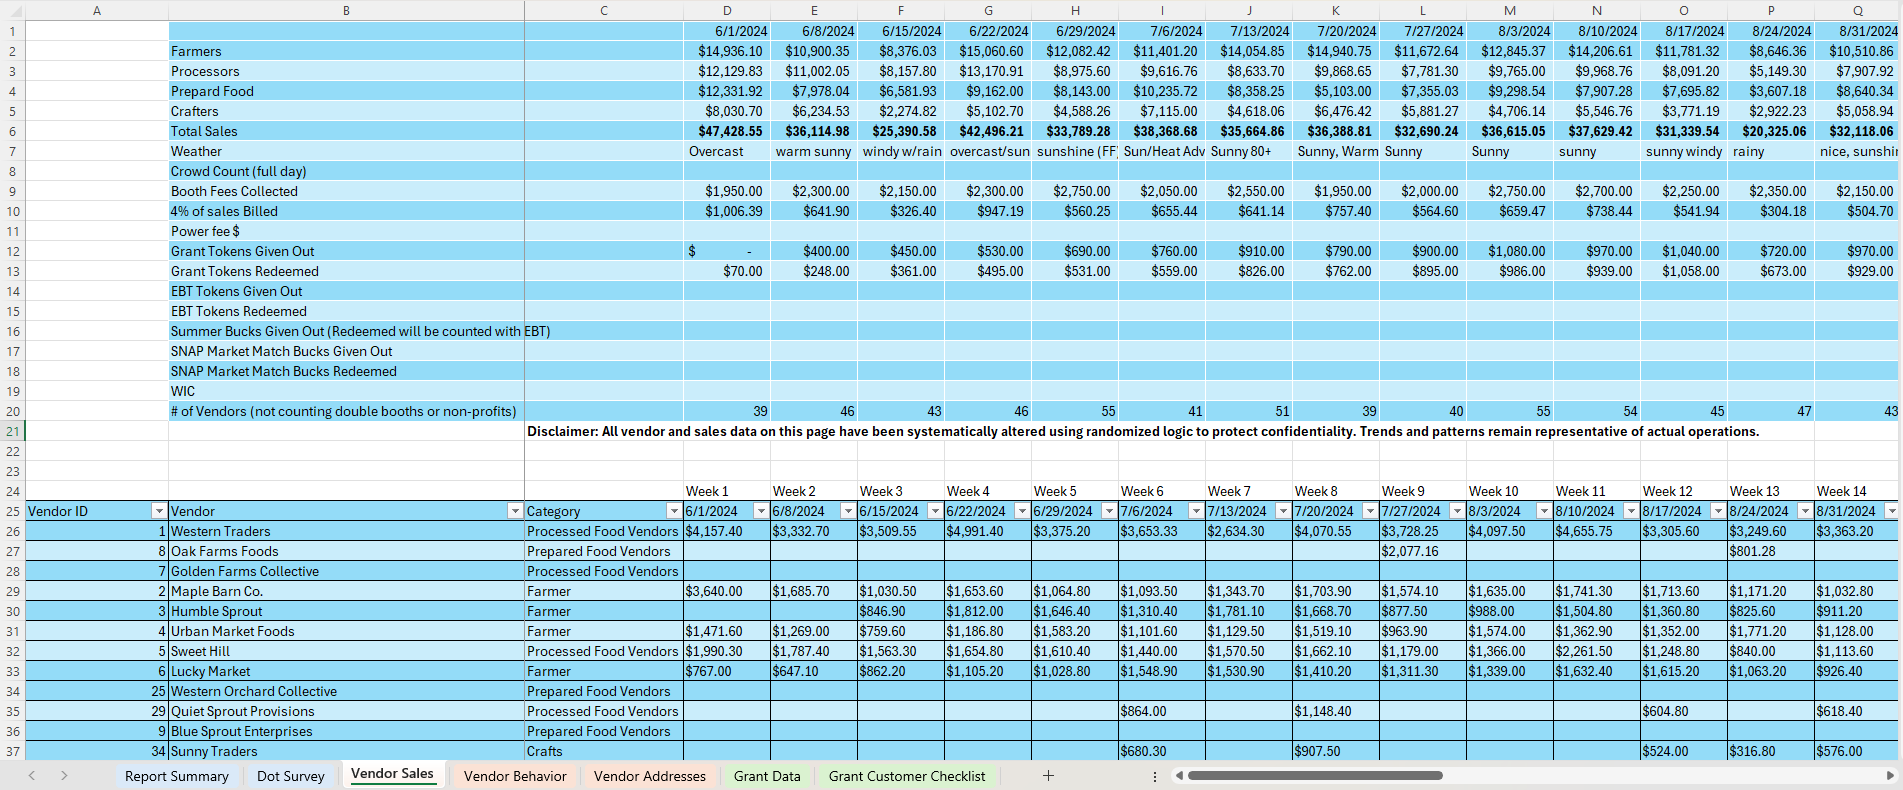 A B C D E F G H I J K L M N O P Q
1 6/1/2024 6/8/2024 6/15/2024 6/22/2024 6/29/2024 7/6/2024 7/13/2024 7/20/2024 7/27/2024 8/3/2024 8/10/2024 8/17/2024 8/24/2024 8/31/2024
2 Farmers $14,936.10 $10,900.35 $8,376.03 $15,060.60 $12,082.42 $11,401.20 $14,054.85 $14,940.75 $11,672.64 $12,845.37 $14,206.61 $11,781.32 $8,646.36 $10,510.86
3 Processors $12,129.83 $11,002.05 $8,157.80 $13,170.91 $8,975.60 $9,616.76 $8,633.70 $9,868.65 $7,781.30 $9,765.00 $9,968.76 $8,091.20 $5,149.30 $7,907.92
4 Prepard Food $12,331.92 $7,978.04 $6,581.93 $9,162.00 $8,143.00 $10,235.72 $8,358.25 $5,103.00 $7,355.03 $9,298.54 $7,907.28 $7,695.82 $3,607.18 $8,640.34
5 Crafters $8,030.70 $6,234.53 $2,274.82 $5,102.70 $4,588.26 $7,115.00 $4,618.06 $6,476.42 $5,881.27 $4,706.14 $5,546.76 $3,771.19 $2,922.23 $5,058.94
6 Total Sales $47,428.55 $36,114.98 $25,390.58 $42,496.21 $33,789.28 $38,368.68 $35,664.86 $36,388.81 $32,690.24 $36,615.05 $37,629.42 $31,339.54 $20,325.06 $32,118.06
7 Weather Overcast warm sunny windy w/rain overcast/sun sunshine (FF Sun/Heat Adv Sunny 80+ Sunny, Warm Sunny Sunny sunny sunny windy rainy nice, sunshin
8 Crowd Count (full day)
9 Booth Fees Collected $1,950.00 $2,300.00 $2,150.00 $2,300.00 $2,750.00 $2,050.00 $2,550.00 $1,950.00 $2,000.00 $2,750.00 $2,700.00 $2,250.00 $2,350.00 $2,150.00
10 4% of sales Billed $1,006.39 $641.90 $326.40 $947.19 $560.25 $655.44 $641.14 $757.40 $564.60 $659.47 $738.44 $541.94 $304.18 $504.70
11 Power fee $
12 Grant Tokens Given Out $ - $400.00 $450.00 $530.00 $690.00 $760.00 $910.00 $790.00 $900.00 $1,080.00 $970.00 $1,040.00 $720.00 $970.00
13 Grant Tokens Redeemed $70.00 $248.00 $361.00 $495.00 $531.00 $559.00 $826.00 $762.00 $895.00 $986.00 $939.00 $1,058.00 $673.00 $929.00
14 EBT Tokens Given Out
15 EBT Tokens Redeemed
16 Summer Bucks Given Out (Redeemed will be counted with EBT)
17 SNAP Market Match Bucks Given Out
18 SNAP Market Match Bucks Redeemed
19 WIC
20 # of Vendors (not counting double booths or non-profits) 39 46 43 46 55 41 51 39 40 55 54 45 47 43
21 Disclaimer: All vendor and sales data on this page have been systematically altered using randomized logic to protect confidentiality. Trends and patterns remain representative of actual operations.
22
23
24 Week 1 Week 2 Week 3 Week 4 Week 5 Week 6 Week 7 Week 8 Week 9 Week 10 Week 11 Week 12 Week 13 Week 14
25 Vendor ID Vendor Category 6/1/2024 6/8/2024 6/15/2024 6/22/2024 6/29/2024 7/6/2024 7/13/2024 7/20/2024 7/27/2024 8/3/2024 8/10/2024 8/17/2024 8/24/2024 8/31/2024
26 1 Western Traders Processed Food Vendors $4,157.40 $3,332.70 $3,509.55 $4,991.40 $3,375.20 $3,653.33 $2,634.30 $4,070.55 $3,728.25 $4,097.50 $4,655.75 $3,305.60 $3,249.60 $3,363.20
27 8 Oak Farms Foods Prepared Food Vendors $2,077.16 $801.28
28 7 Golden Farms Collective Processed Food Vendors
29 2 Maple Barn Co. Farmer $3,640.00 $1,685.70 $1,030.50 $1,653.60 $1,064.80 $1,093.50 $1,343.70 $1,703.90 $1,574.10 $1,635.00 $1,741.30 $1,713.60 $1,171.20 $1,032.80
30 3 Humble Sprout Farmer $846.90 $1,812.00 $1,646.40 $1,310.40 $1,781.10 $1,668.70 $877.50 $988.00 $1,504.80 $1,360.80 $825.60 $911.20
31 4 Urban Market Foods Farmer $1,471.60 $1,269.00 $759.60 $1,186.80 $1,583.20 $1,101.60 $1,129.50 $1,519.10 $963.90 $1,574.00 $1,362.90 $1,352.00 $1,771.20 $1,128.00
32 5 Sweet Hill Processed Food Vendors $1,990.30 $1,787.40 $1,563.30 $1,654.80 $1,610.40 $1,440.00 $1,570.50 $1,662.10 $1,179.00 $1,366.00 $2,261.50 $1,248.80 $840.00 $1,113.60
33 6 Lucky Market Farmer $767.00 $647.10 $862.20 $1,105.20 $1,028.80 $1,548.90 $1,530.90 $1,410.20 $1,311.30 $1,339.00 $1,632.40 $1,615.20 $1,063.20 $926.40
34 25 Western Orchard Collective Prepared Food Vendors
35 29 Quiet Sprout Provisions Processed Food Vendors $864.00 $1,148.40 $604.80 $618.40
36 9 Blue Sprout Enterprises Prepared Food Vendors
37 34 Sunny Traders Crafts $680.30 $907.50 $524.00 $316.80 $576.00
Report Summary Dot Survey Vendor Sales Vendor Behavior Vendor Addresses Grant Data Grant Customer Checklist